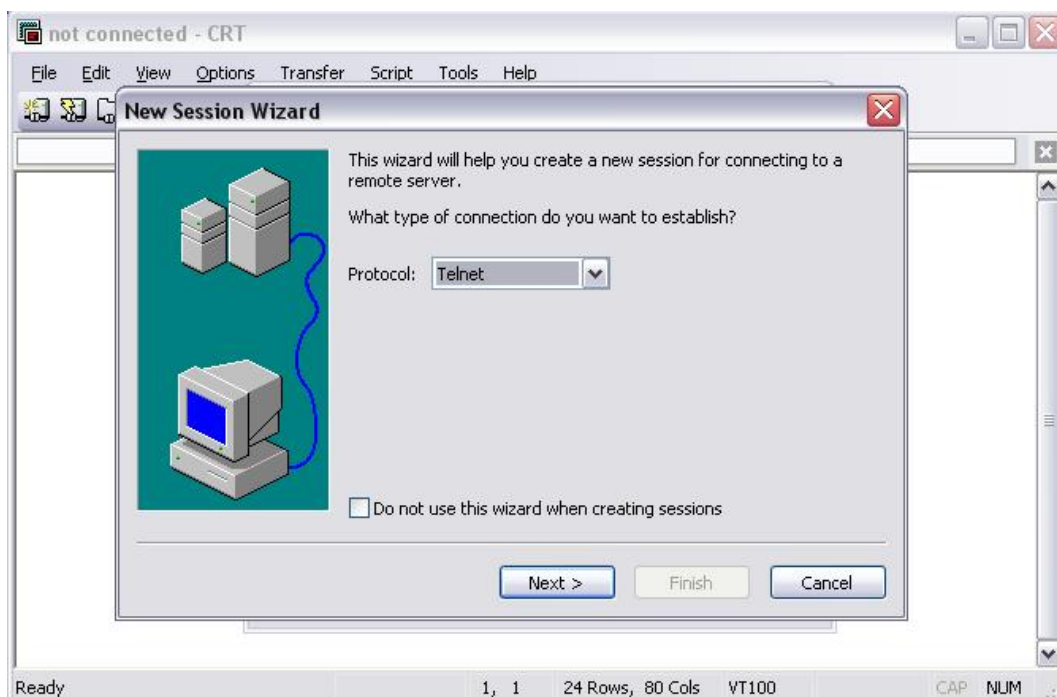 not connected - CRT
File Edit View Options Transfer Script Tools Help
New Session Wizard
This wizard will help you create a new session for connecting to a
remote server.
What type of connection do you want to establish?
Protocol: Telnet
Do not use this wizard when creating sessions
Next > Finish Cancel
Ready 1, 1 24 Rows, 80 Cols VT100 CAP NUM